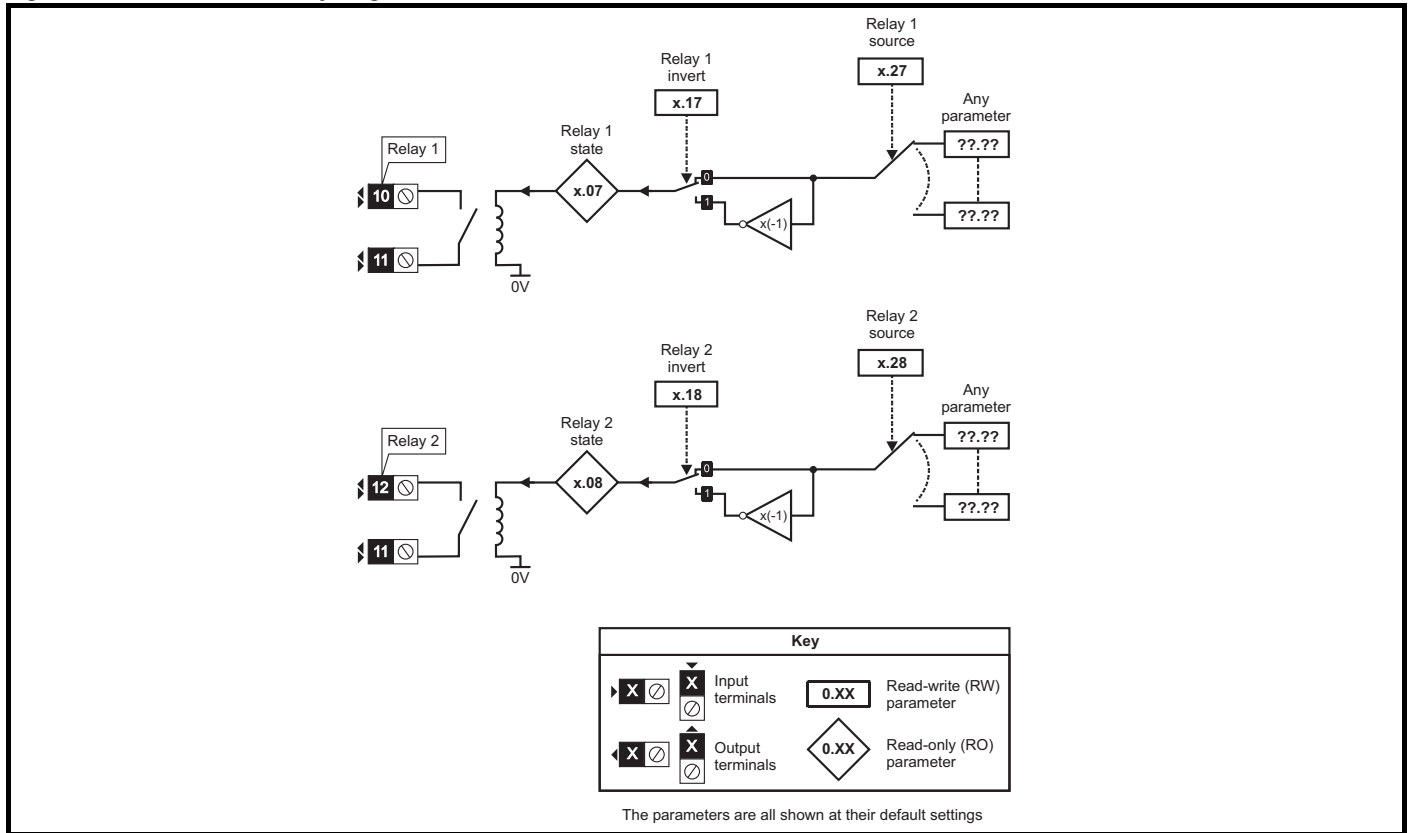 Relay 1
source
x.27
Relay 1
invert
x.17
Any
parameter
??.??
??.??
Relay 1
state
x.07
Relay 1
10
11
0
1
x(-1)
0V
Relay 2
source
x.28
Relay 2
invert
x.18
Any
parameter
??.??
??.??
Relay 2
state
x.08
Relay 2
12
11
0
1
x(-1)
0V
Key
X
X
Input
terminals
0.XX
Read-write (RW)
parameter
X
X
Output
terminals
0.XX
Read-only (RO)
parameter
The parameters are all shown at their default settings